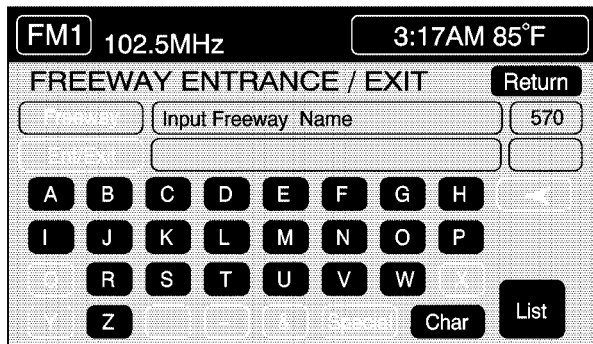 FM1 102.5MHz 3:17AM 85°F
FREEWAY ENTRANCE / EXIT Return
Freeway Input Freeway Name 570
Ent/Exit
A B C D E F G H
I J K L M N O P
Q R S T U V W X
Y Z - & Special Char List